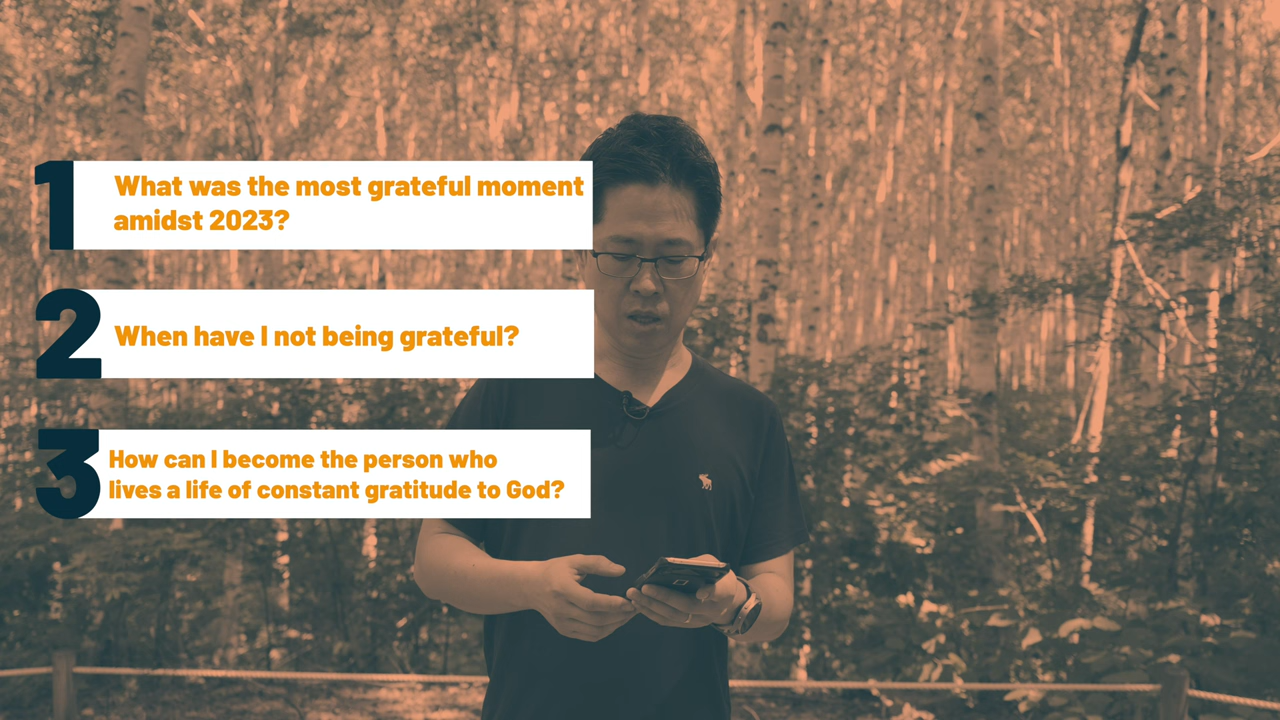 1
What was the most grateful moment
amidst 2023?
2
When have I not being grateful?
3
How can I become the person who
lives a life of constant gratitude to God?